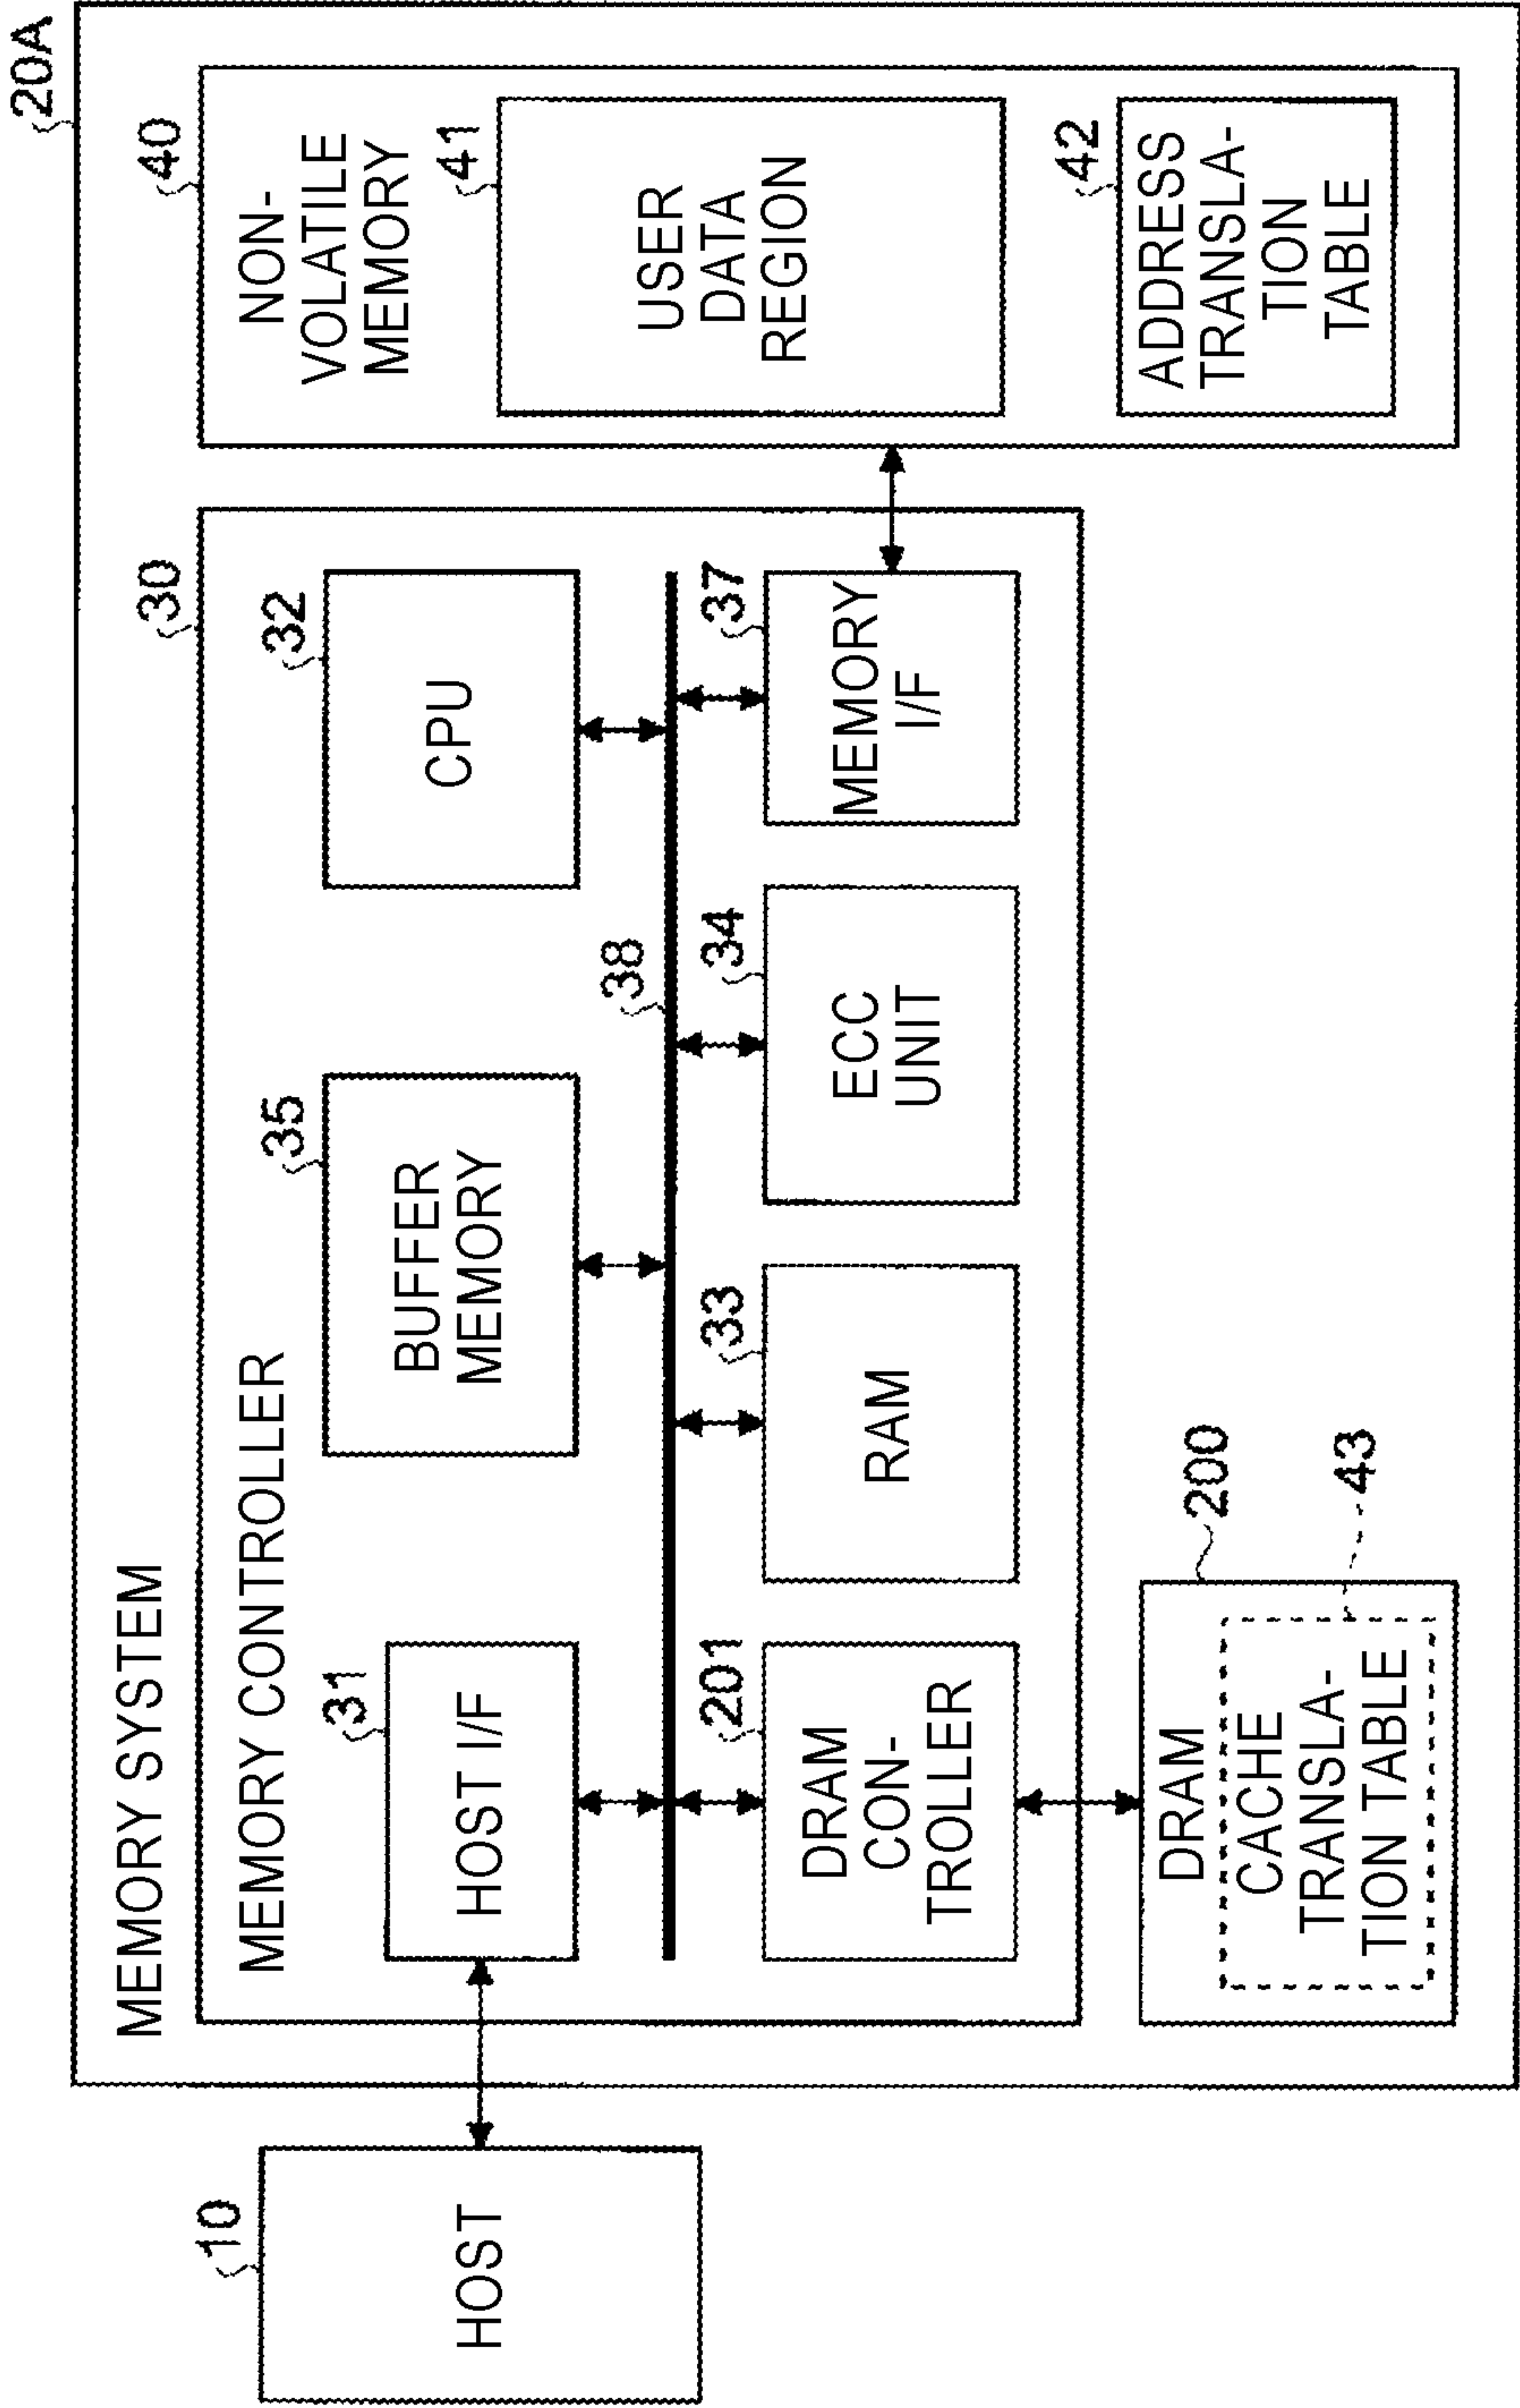 20A
MEMORY SYSTEM
30
MEMORY CONTROLLER
40
NON-
VOLATILE
MEMORY
10
HOST
31
HOST I/F
35
BUFFER
MEMORY
32
CPU
41
USER
DATA
REGION
38
201
DRAM
CON-
TROLLER
33
RAM
34
ECC
UNIT
37
MEMORY
I/F
42
ADDRESS
TRANSLA-
TION
TABLE
200
DRAM
43
CACHE
TRANSLA-
TION TABLE